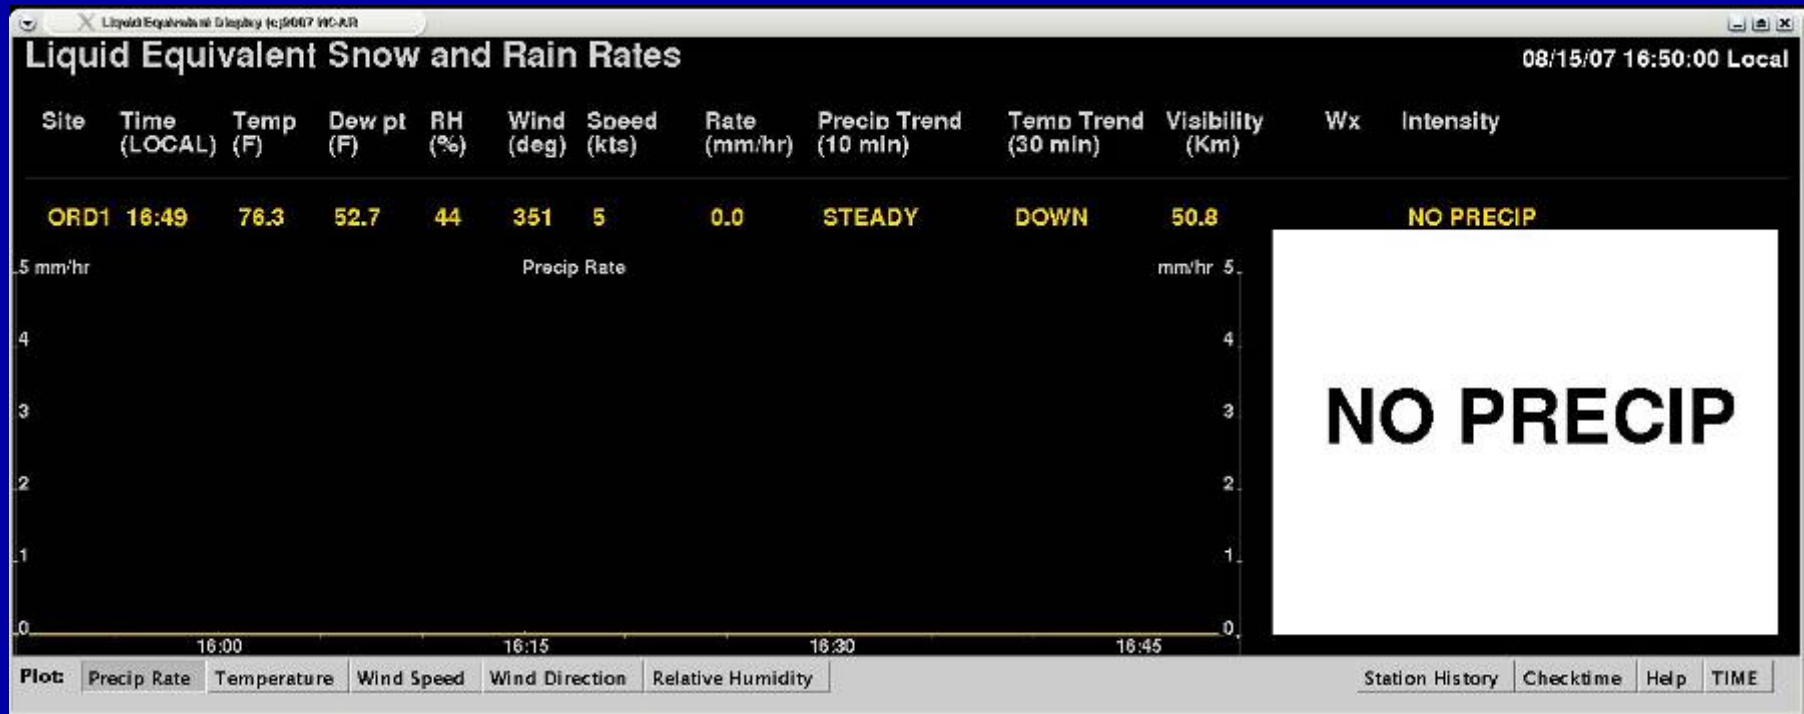 Liquid Equivalent Display (c)2007 NCAR
Liquid Equivalent Snow and Rain Rates
08/15/07 16:50:00 Local
Site Time Temp Dew pt RH Wind Speed Rate Precip Trend Temp Trend Visibility Wx Intensity
(LOCAL) (F) (F) (%) (deg) (kts) (mm/hr) (10 min) (30 min) (Km)
ORD1 16:49 76.3 52.7 44 351 5 0.0 STEADY DOWN 50.8 NO PRECIP
5 mm/hr Precip Rate mm/hr 5
4 4
3 3
NO PRECIP
2 2
1 1
0 0
16:00 16:15 16:30 16:45
Plot: Precip Rate Temperature Wind Speed Wind Direction Relative Humidity Station History Checktime Help TIME